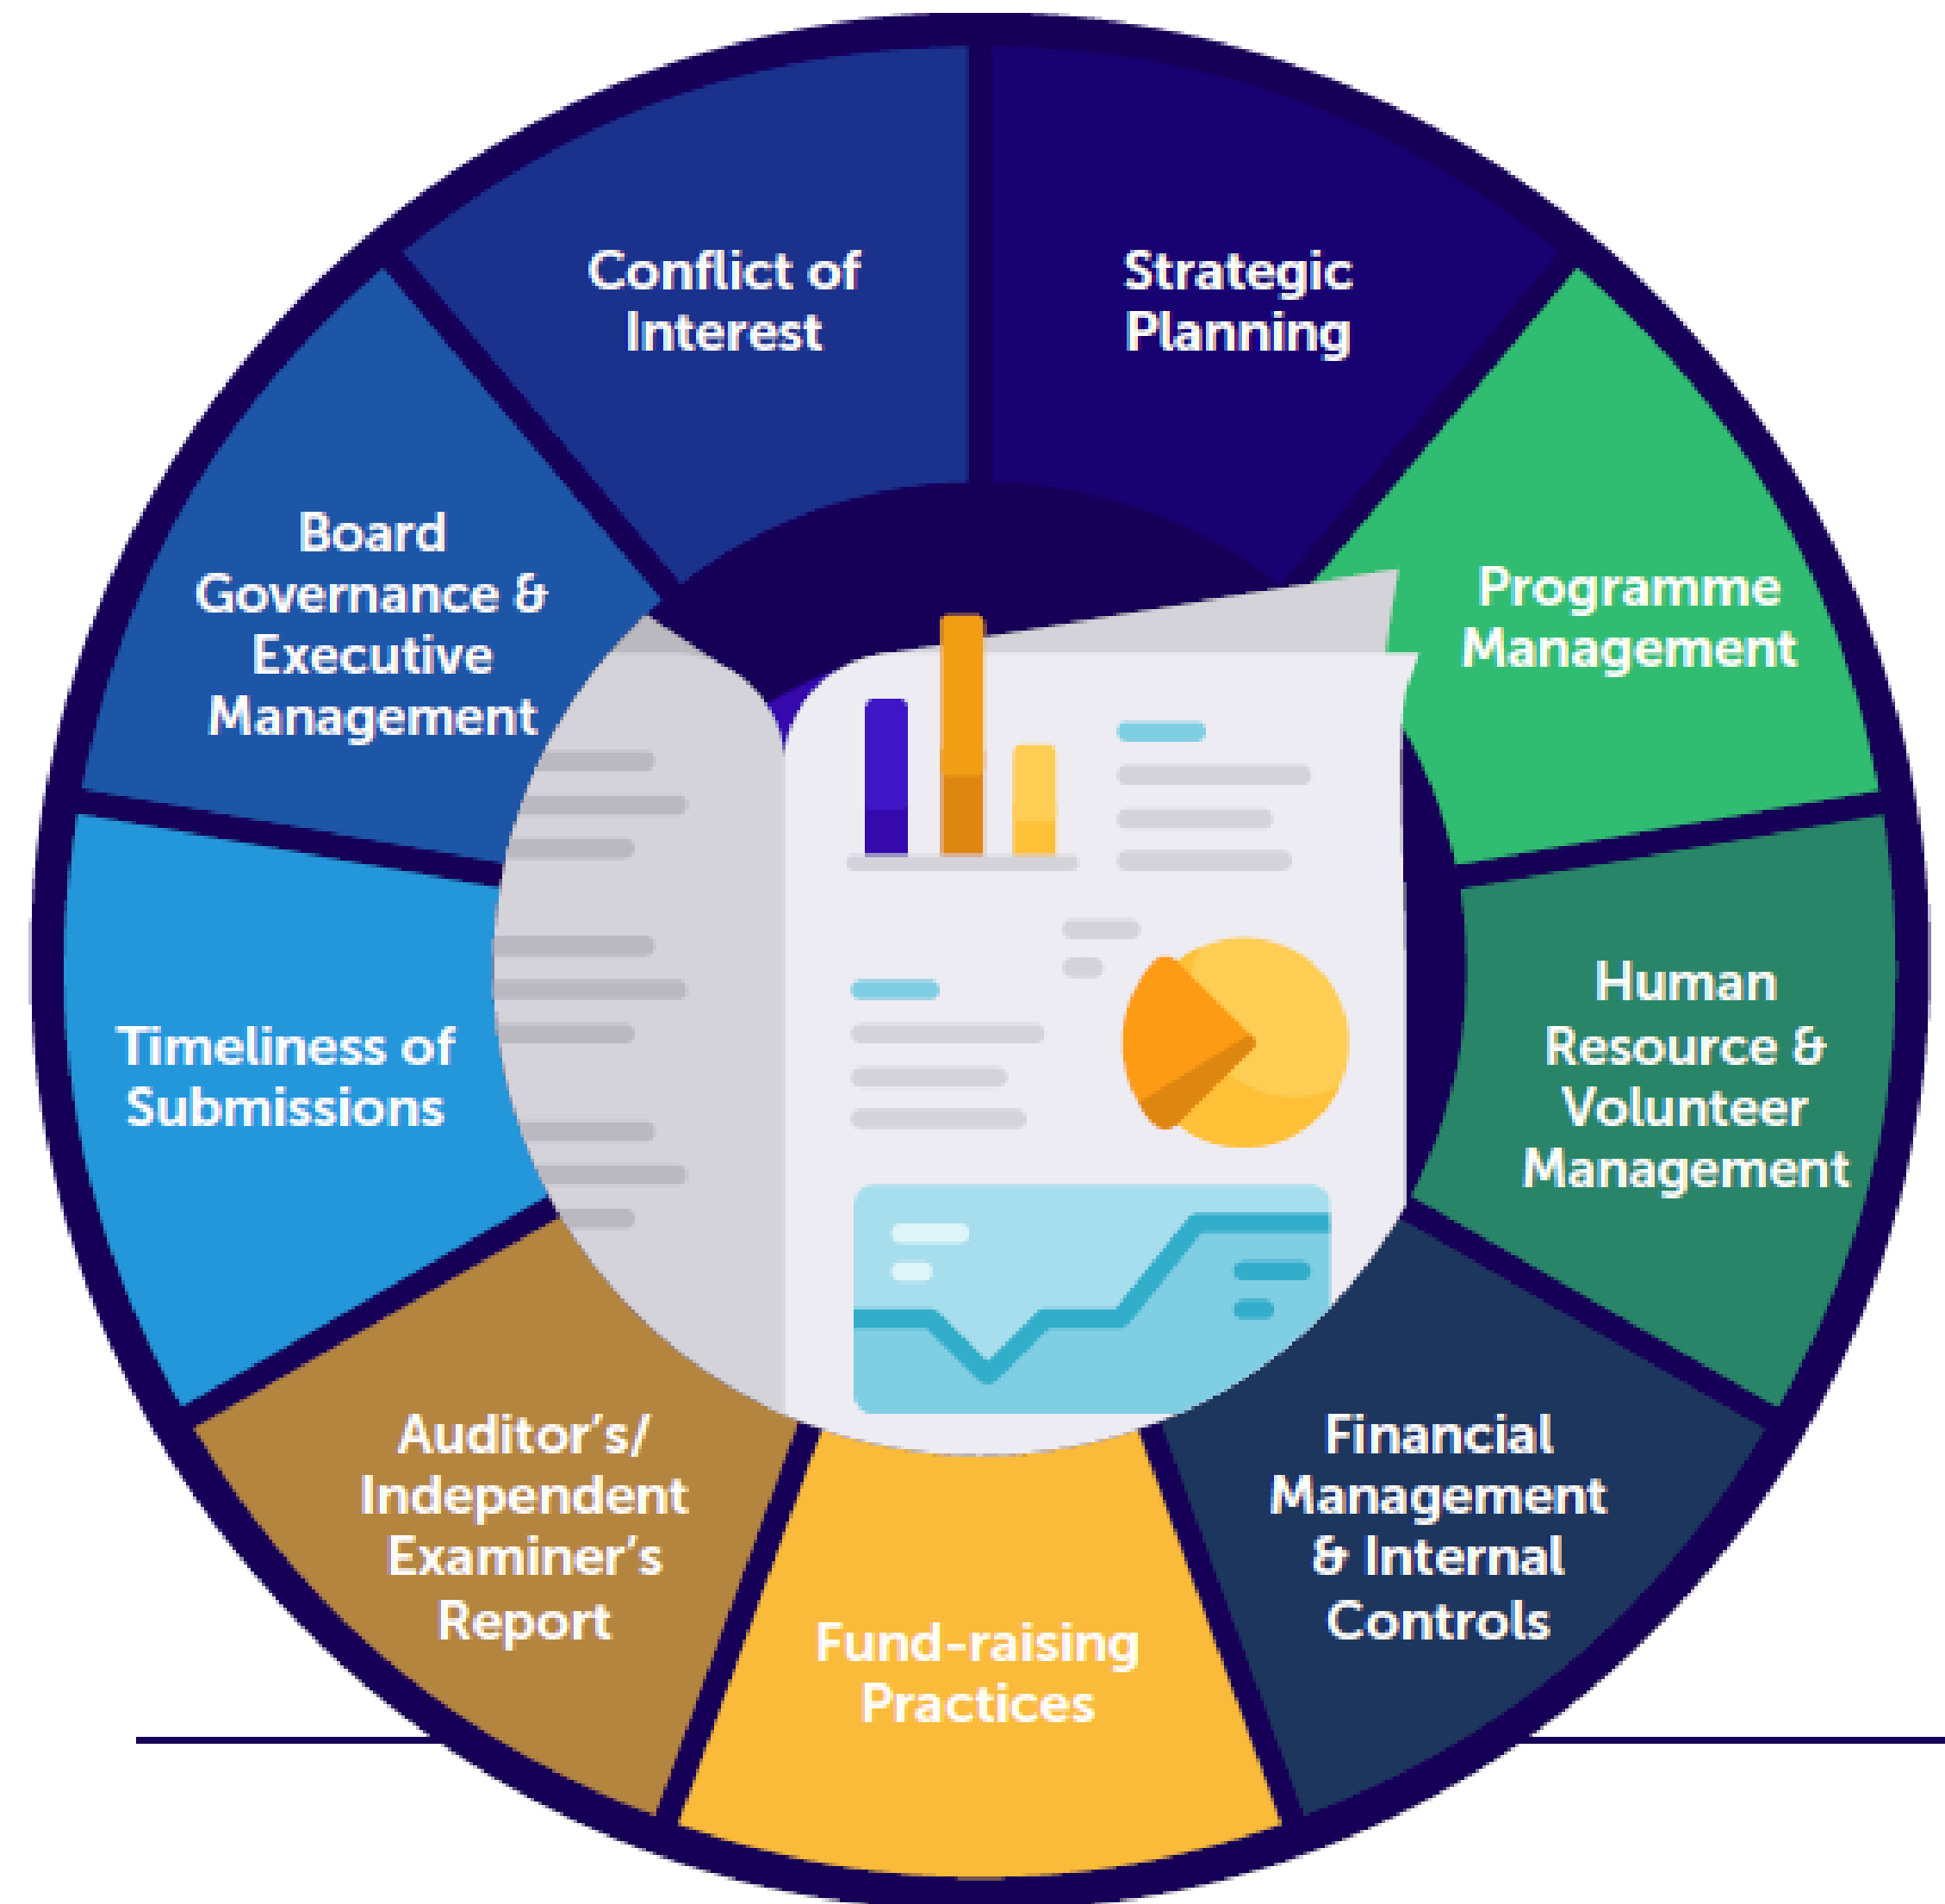 Conflict of
Interest
Strategic
Planning
Programme
Management
Human
Resource &
Volunteer
Management
Financial
Management
& Internal
Controls
Fund-raising
Practices
Auditor's/
Independent
Examiner's
Report
Timeliness of
Submissions
Board
Governance &
Executive
Management